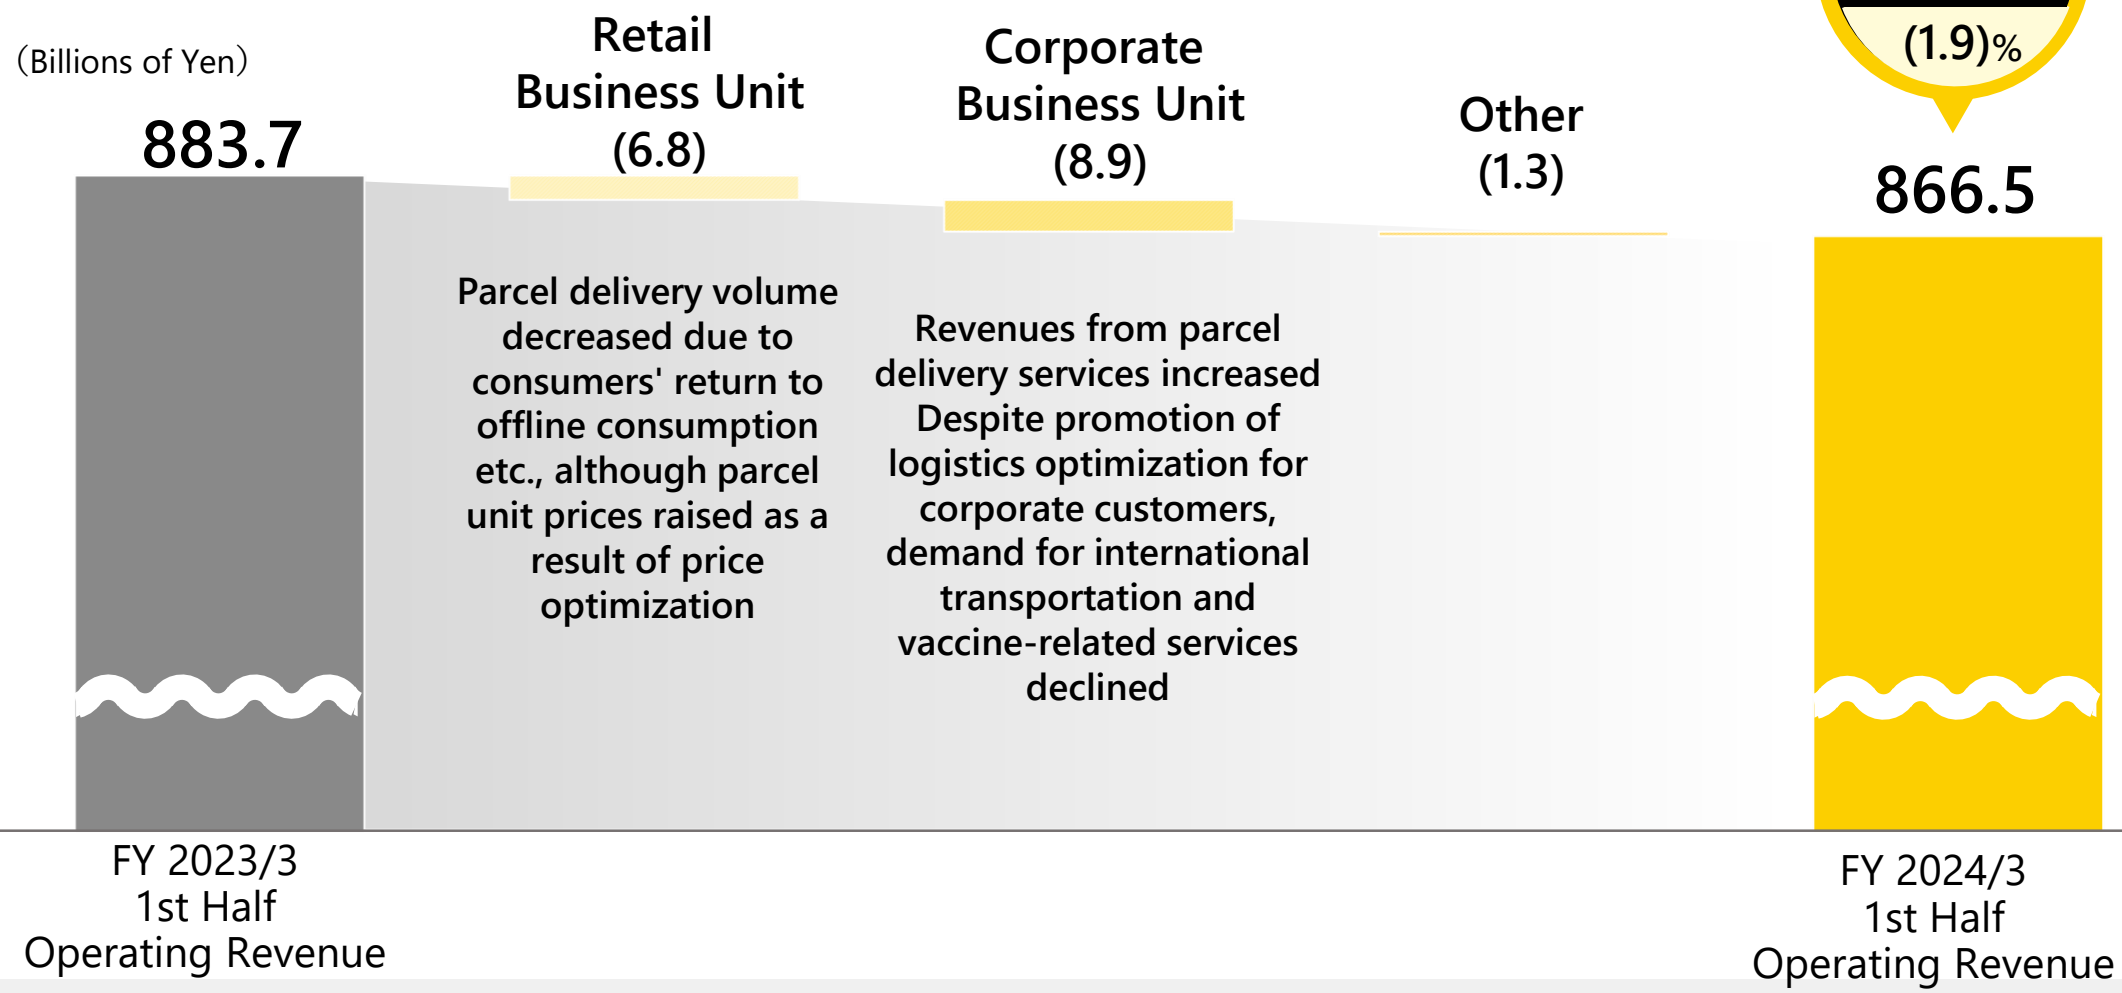 (Billions of Yen)
883.7
Retail
Business Unit
(6.8)
Corporate
Business Unit
(8.9)
Other
(1.3)
(1.9)%
866.5
Parcel delivery volume
decreased due to
consumers' return to
offline consumption
etc., although parcel
unit prices raised as a
result of price
optimization
Revenues from parcel
delivery services increased
Despite promotion of
logistics optimization for
corporate customers,
demand for international
transportation and
vaccine-related services
declined
FY 2023/3
1st Half
Operating Revenue
FY 2024/3
1st Half
Operating Revenue